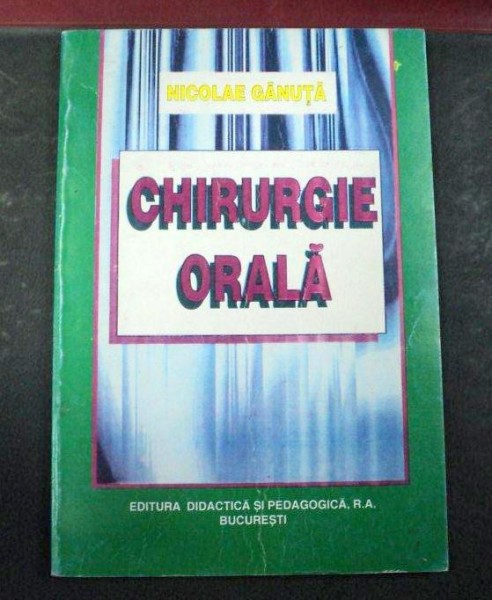 NICOLAE GĂNUȚĂ
CHIRURGIE
ORALĂ
EDITURA DIDACTICĂ ȘI PEDAGOGICĂ, R.A.
BUCUREȘTI